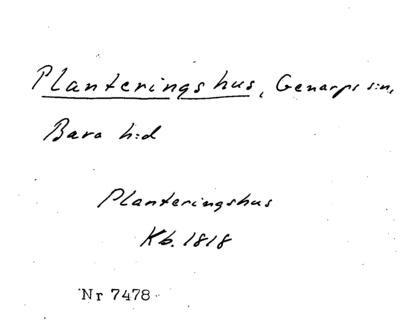 Planteringshus, Genarps s:n,
Bara h:d
Planteringshus
Kb. 1818
Nr 7478